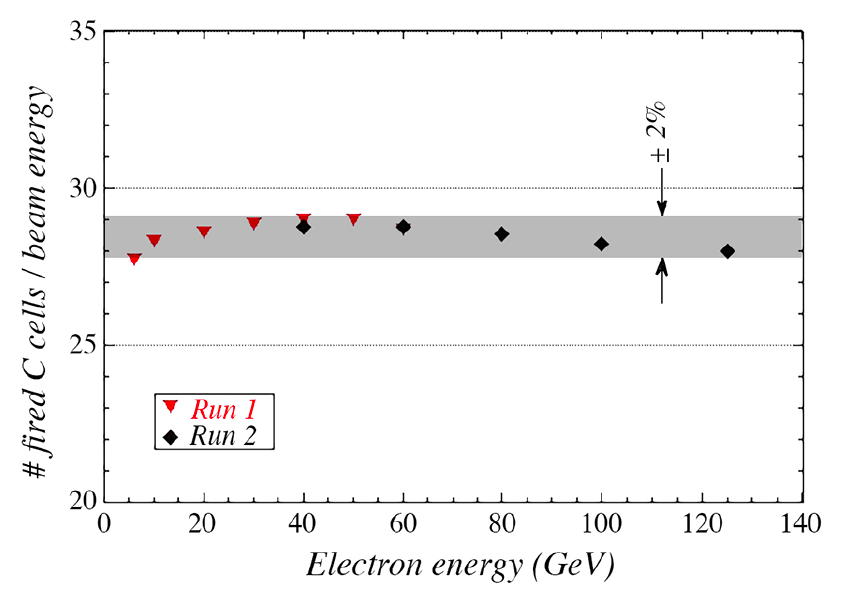 35
30
25
20
0 20 40 60 80 100 120 140
# fired C cells / beam energy
Electron energy (GeV)
± 2%
Run 1
Run 2